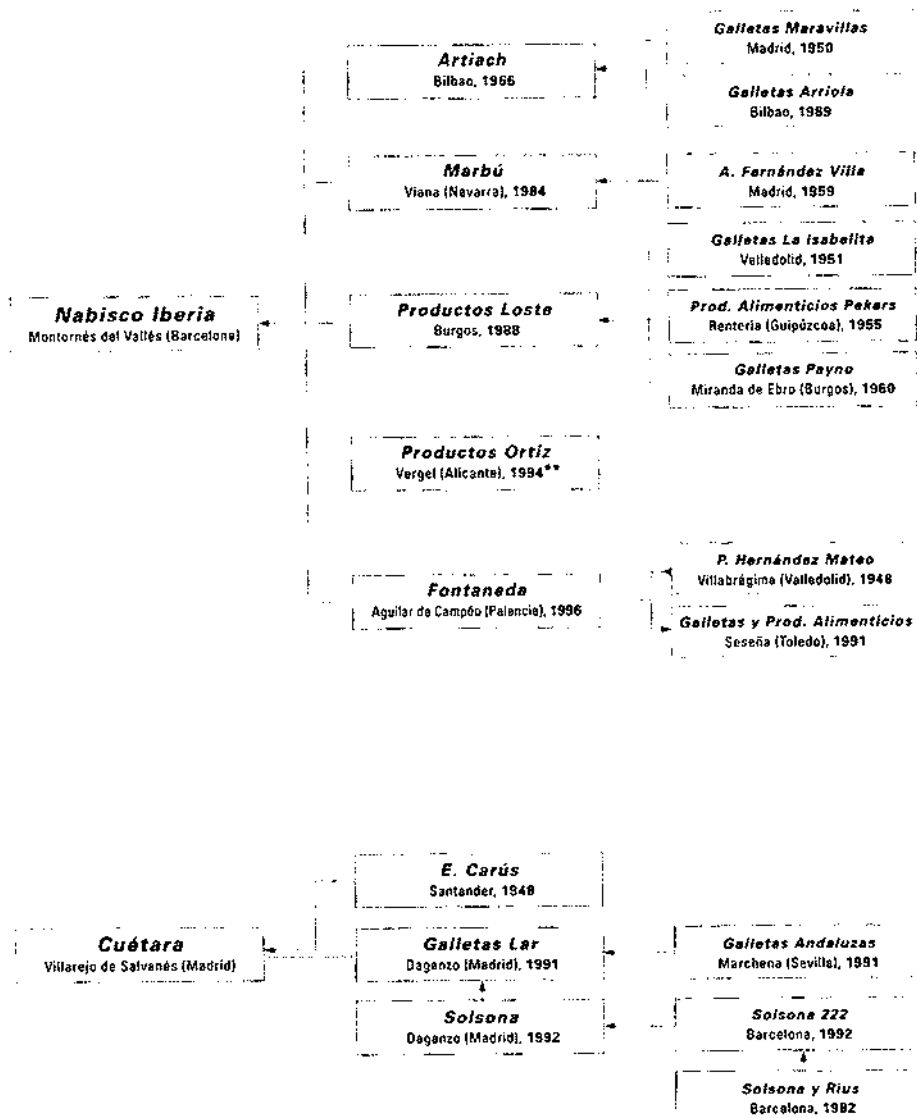 Galletas Maravillas
Madrid, 1950
Artiach
Bilbao, 1966
Galletas Arriola
Bilbao, 1989
Marbú
Viana (Navarra), 1984
A. Fernández Villa
Madrid, 1959
Galletas La Isabelita
Valladolid, 1951
Nabisco Iberia
Montornés del Vallés (Barcelona)
Productos Loste
Burgos, 1988
Prod. Alimenticios Pekers
Rentería (Guipúzcoa), 1955
Galletas Payno
Miranda de Ebro (Burgos), 1960
Productos Ortiz
Vergel (Alicante), 1994**
P. Hernández Mateo
Villabrágima (Valladolid), 1948
Fontaneda
Aguilar de Campóo (Palencia), 1996
Galletas y Prod. Alimenticios
Seseña (Toledo), 1991
E. Carús
Santander, 1948
Cuétara
Villarejo de Salvanés (Madrid)
Galletas Lar
Daganzo (Madrid), 1991
Galletas Andaluzas
Marchena (Sevilla), 1991
Solsona
Daganzo (Madrid), 1992
Solsona 222
Barcelona, 1992
Solsona y Rius
Barcelona, 1982